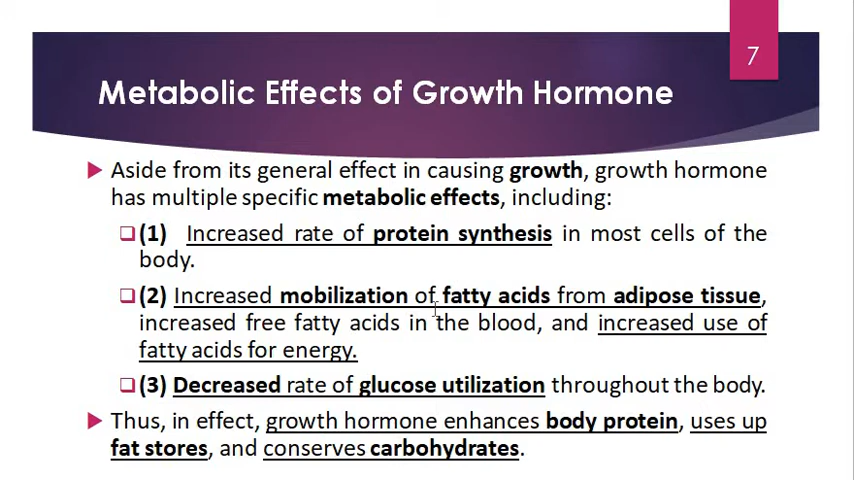 7
Metabolic Effects of Growth Hormone
Aside from its general effect in causing growth, growth hormone
has multiple specific metabolic effects, including:
(1) Increased rate of protein synthesis in most cells of the
body.
(2) Increased mobilization of fatty acids from adipose tissue,
increased free fatty acids in the blood, and increased use of
fatty acids for energy.
(3) Decreased rate of glucose utilization throughout the body.
Thus, in effect, growth hormone enhances body protein, uses up
fat stores, and conserves carbohydrates.